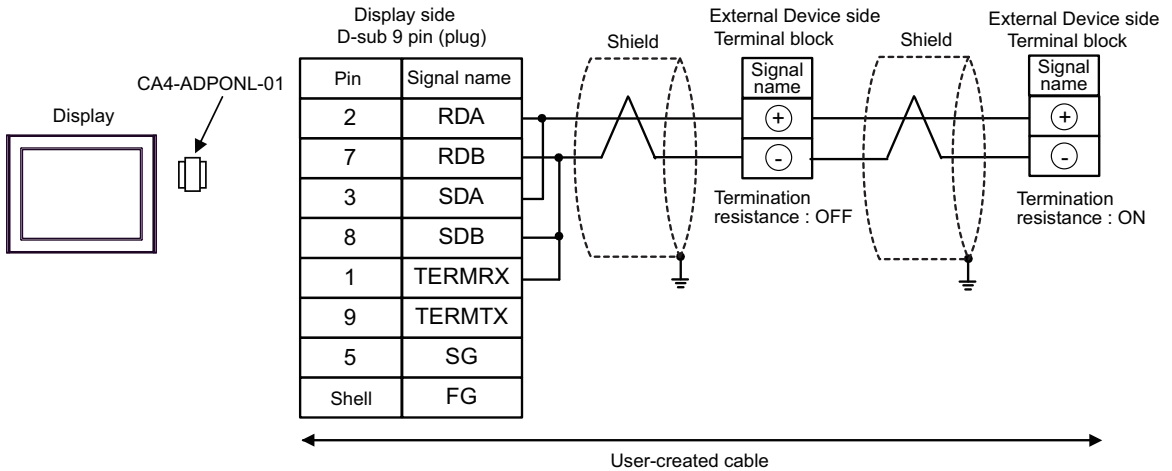 Display side
D-sub 9 pin (plug)
Shield
External Device side
Terminal block
Shield
External Device side
Terminal block
CA4-ADPONL-01
Display
Pin Signal name
2 RDA
7 RDB
3 SDA
8 SDB
1 TERMRX
9 TERMTX
5 SG
Shell FG
Signal
name
+
-
Termination
resistance : OFF
Signal
name
+
-
Termination
resistance : ON
User-created cable